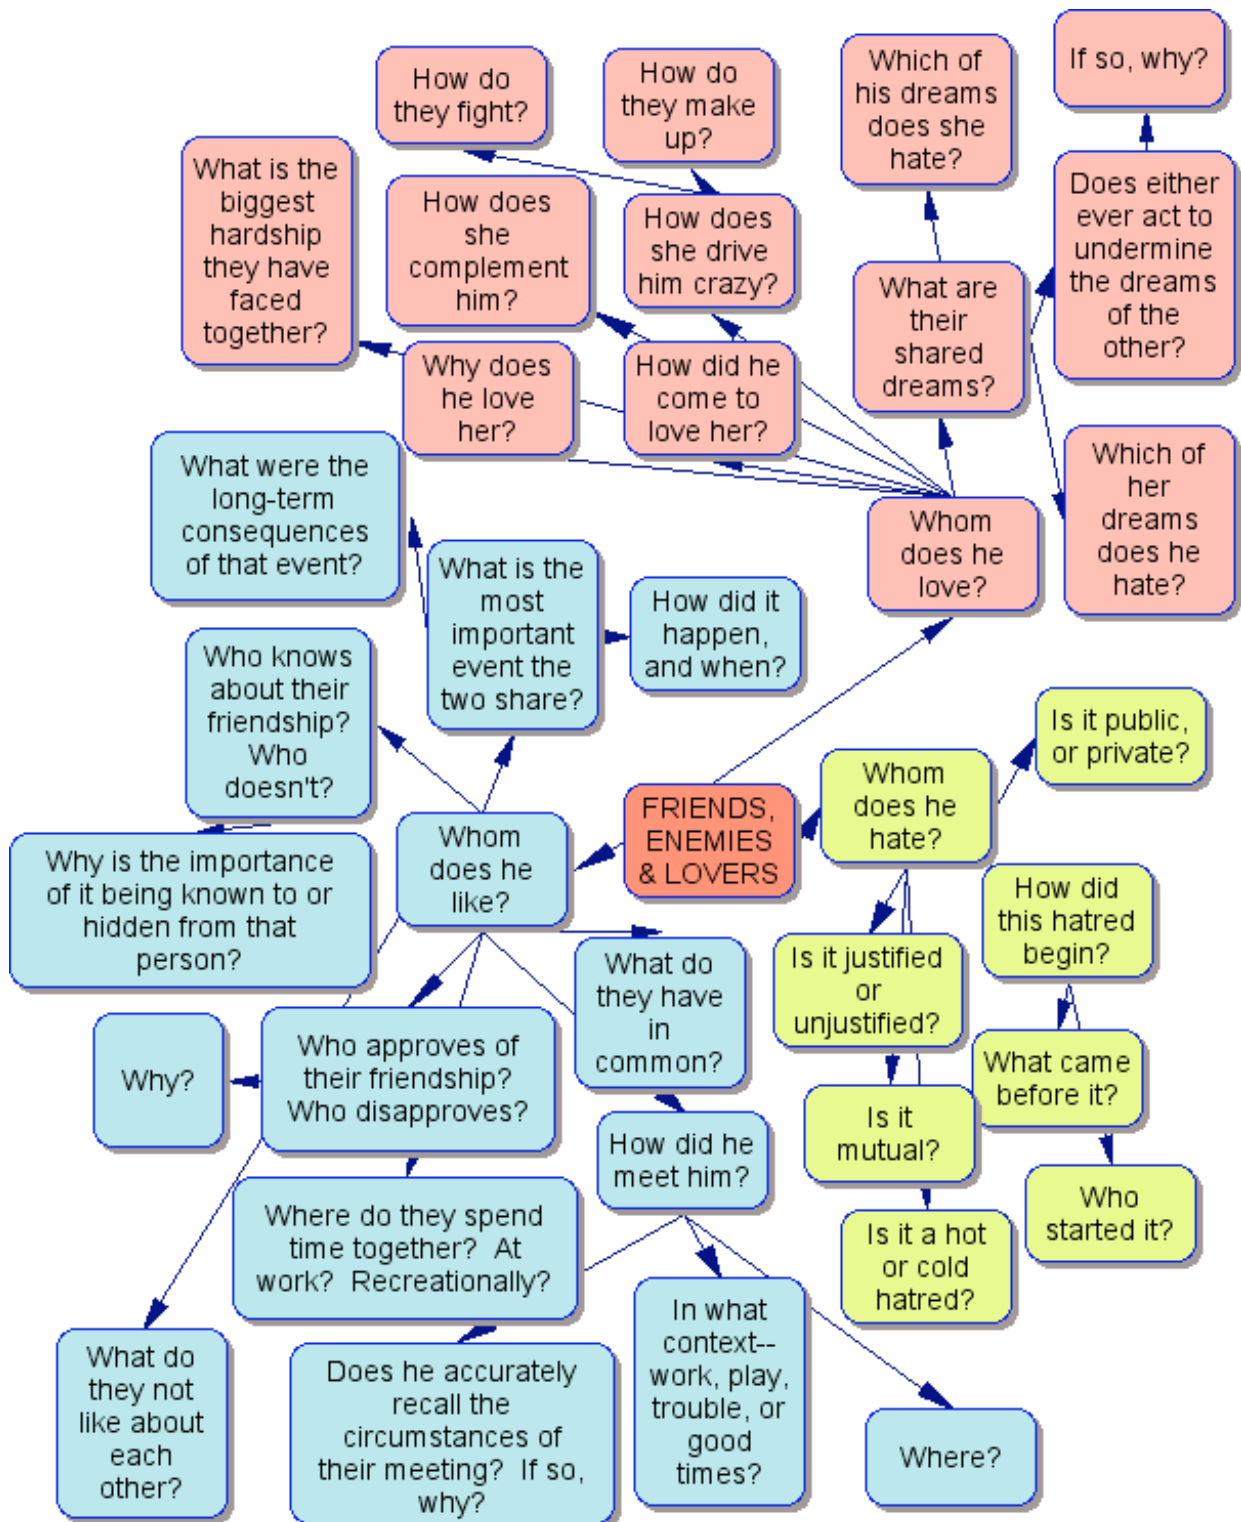 How do
they fight?
How do
they make
up?
Which of
his dreams
does she
hate?
If so, why?
What is the
biggest
hardship
they have
faced
together?
How does
she
complement
him?
How does
she drive
him crazy?
Does either
ever act to
undermine
the dreams
of the
other?
What are
their
shared
dreams?
Why does
he love
her?
How did he
come to
love her?
Which of
her
dreams
does he
hate?
Whom
does he
love?
What were the
long-term
consequences
of that event?
What is the
most
important
event the
two share?
How did it
happen,
and when?
Who knows
about their
friendship?
Who
doesn't?
Is it public,
or private?
Whom
does he
hate?
FRIENDS,
ENEMIES
& LOVERS
Whom
does he
like?
Why is the importance
of it being known to or
hidden from that
person?
How did
this hatred
begin?
What do
they have
in
common?
Is it justified
or
unjustified?
Why?
Who approves of
their friendship?
Who disapproves?
What came
before it?
Is it
mutual?
How did he
meet him?
Who
started it?
Where do they spend
time together?  At
work?  Recreationally?
Is it a hot
or cold
hatred?
In what
context--
work, play,
trouble, or
good
times?
What do
they not
like about
each
other?
Does he accurately
recall the
circumstances of
their meeting?  If so,
why?
Where?